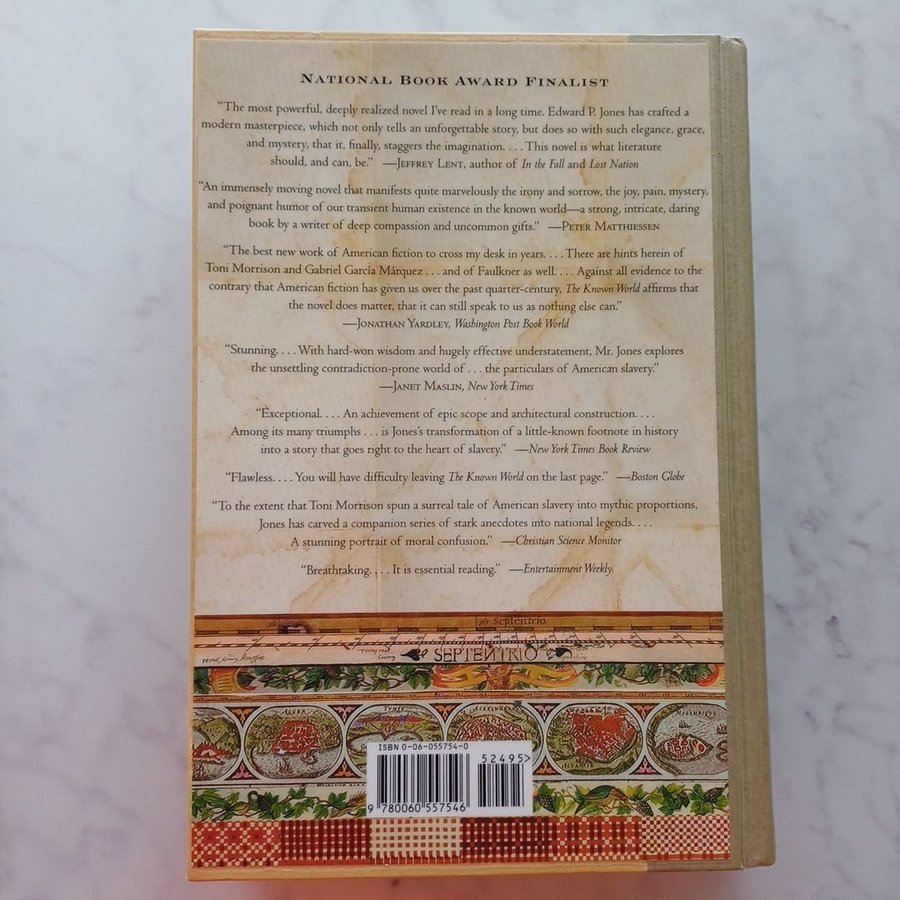 NATIONAL BOOK AWARD FINALIST
“The most powerful, deeply realized novel I’ve read in a long time. Edward P. Jones has crafted a
modern masterpiece, which not only tells an unforgettable story, but does so with such elegance, grace,
and mystery, that it, finally, staggers the imagination. . . . This novel is what literature
should, and can, be.” —JEFFREY LENT, author of In the Fall and Lost Nation
“An immensely moving novel that manifests quite marvelously the irony and sorrow, the joy, pain, mystery,
and poignant humor of our transient human existence in the known world—a strong, intricate, daring
book by a writer of deep compassion and uncommon gifts.” —PETER MATTHIESSEN
“The best new work of American fiction to cross my desk in years. . . . There are hints herein of
Toni Morrison and Gabriel García Márquez . . . and of Faulkner as well. . . . Against all evidence to the
contrary that American fiction has given us over the past quarter-century, The Known World affirms that
the novel does matter, that it can still speak to us as nothing else can.”
—JONATHAN YARDLEY, Washington Post Book World
“Stunning. . . . With hard-won wisdom and hugely effective understatement, Mr. Jones explores
the unsettling contradiction-prone world of . . . the particulars of American slavery.”
—JANET MASLIN, New York Times
“Exceptional. . . . An achievement of epic scope and architectural construction. . . .
Among its many triumphs . . . is Jones’s transformation of a little-known footnote in history
into a story that goes right to the heart of slavery.” —New York Times Book Review
“Flawless. . . . You will have difficulty leaving The Known World on the last page.” —Boston Globe
“To the extent that Toni Morrison spun a surreal tale of American slavery into mythic proportions,
Jones has carved a companion series of stark anecdotes into national legends. . . .
A stunning portrait of moral confusion.” —Christian Science Monitor
“Breathtaking. . . . It is essential reading.” —Entertainment Weekly
Septentrio
SEPTENTRIO
ALGER TUNIS MOZAMBIQUE
ISBN 0-06-055754-0
52495>
9 780060 557546